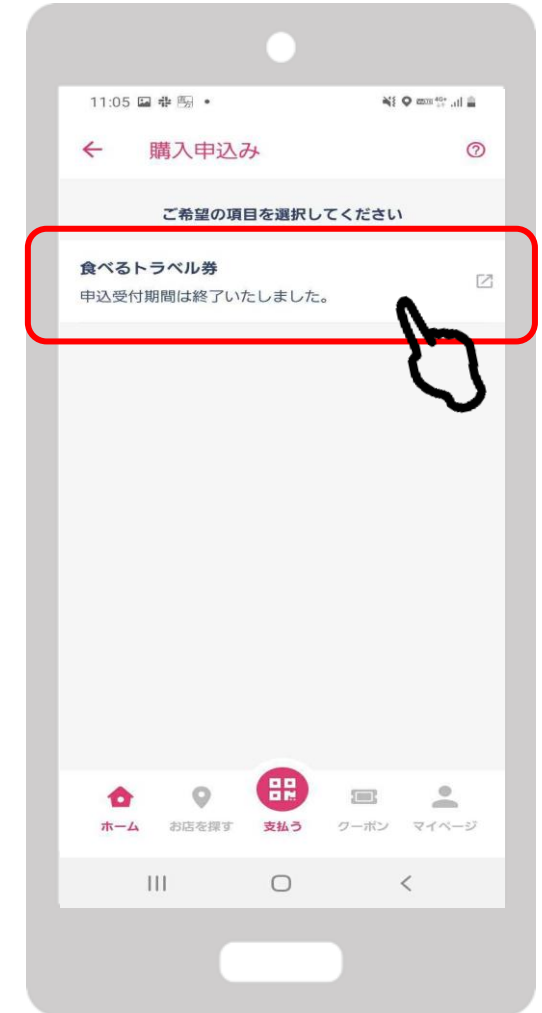 11:05
購入申込み
ご希望の項目を選択してください
食べるトラベル券
申込受付期間は終了いたしました。
ホーム お店を探す 支払う クーポン マイページ